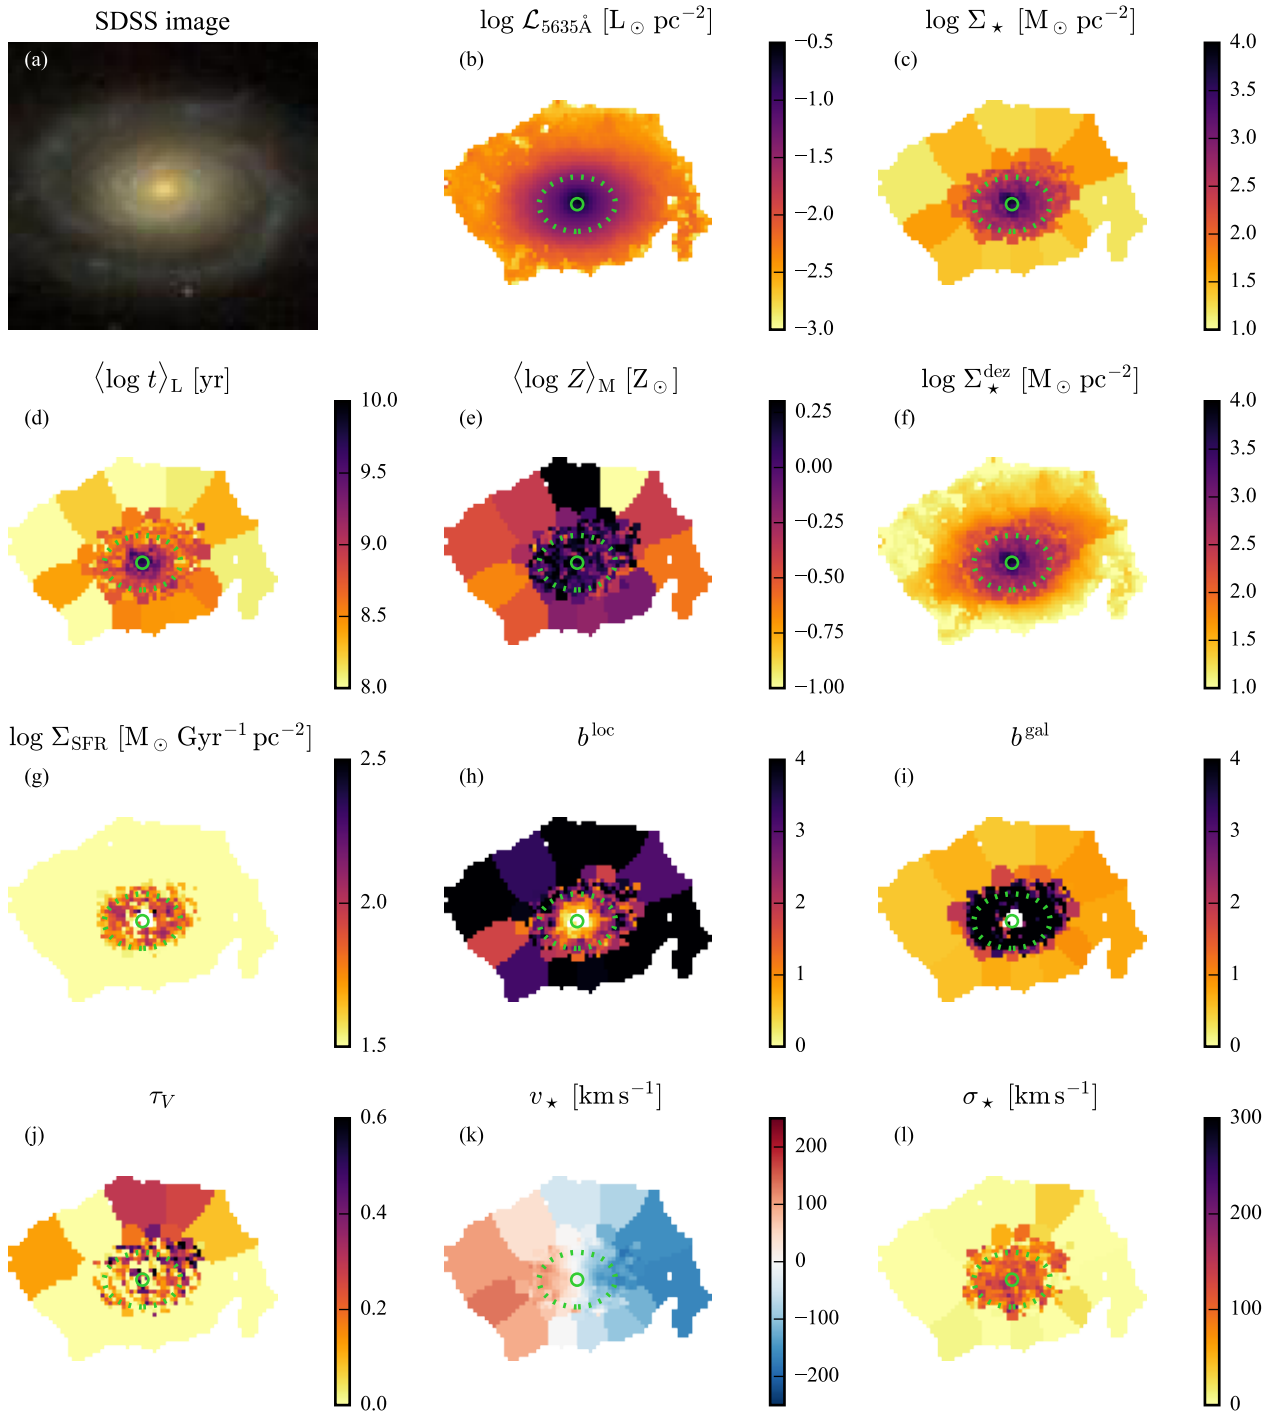 SDSS image
log ℒ5635Å [L⊙ pc−2]
log Σ⋆ [M⊙ pc−2]
(a)
(b)
−0.5
−1.0
−1.5
−2.0
−2.5
−3.0
(c)
4.0
3.5
3.0
2.5
2.0
1.5
1.0
⟨log t⟩L [yr]
⟨log Z⟩M [Z⊙]
log Σ⋆dez [M⊙ pc−2]
(d)
10.0
9.5
9.0
8.5
8.0
(e)
0.25
0.00
−0.25
−0.50
−0.75
−1.00
(f)
4.0
3.5
3.0
2.5
2.0
1.5
1.0
log ΣSFR [M⊙ Gyr−1 pc−2]
bloc
bgal
(g)
2.5
2.0
1.5
(h)
4
3
2
1
0
(i)
4
3
2
1
0
τV
v⋆ [km s−1]
σ⋆ [km s−1]
(j)
0.6
0.4
0.2
0.0
(k)
200
100
0
−100
−200
(l)
300
200
100
0